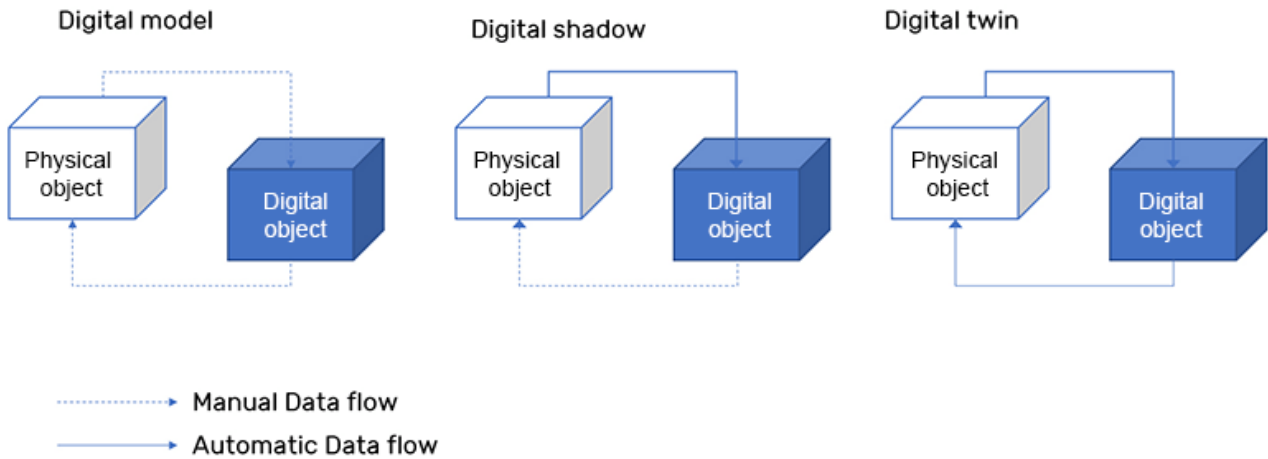 Digital model
Digital shadow
Digital twin
Physical
object
Digital
object
Physical
object
Digital
object
Physical
object
Digital
object
Manual Data flow
Automatic Data flow